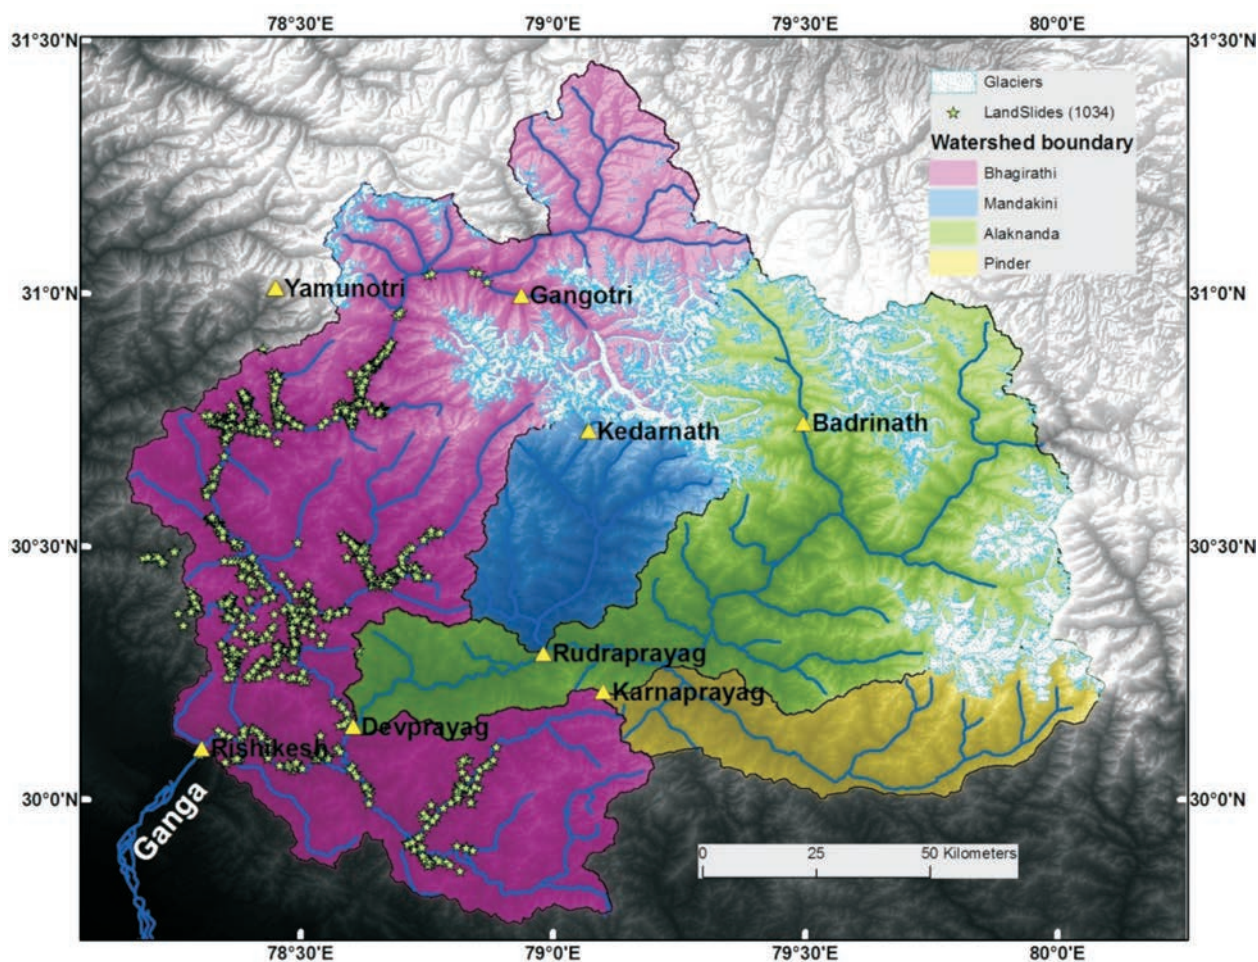 78°30'E 79°0'E 79°30'E 80°0'E
31°30'N 31°30'N
Glaciers
LandSlides (1034)
Watershed boundary
Bhagirathi
Mandakini
Alaknanda
Pinder
31°0'N Yamunotri Gangotri 31°0'N
Kedarnath Badrinath
30°30'N 30°30'N
Rudraprayag
Karnaprayag
Devprayag
Rishikesh
30°0'N 30°0'N
Ganga
0 25 50 Kilometers
78°30'E 79°0'E 79°30'E 80°0'E